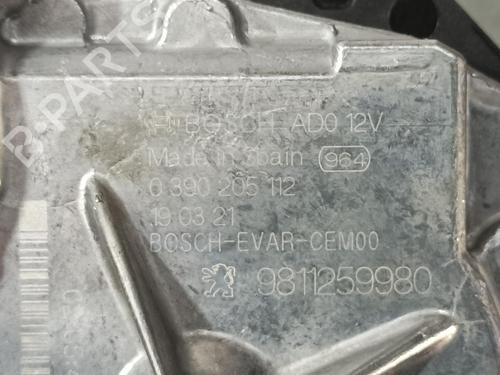 B-PARTS
BOSCH AD0 12V
Made in Spain 964
0 390 205 112
19.03.21
BOSCH-EVAR-CEM00
9811259980